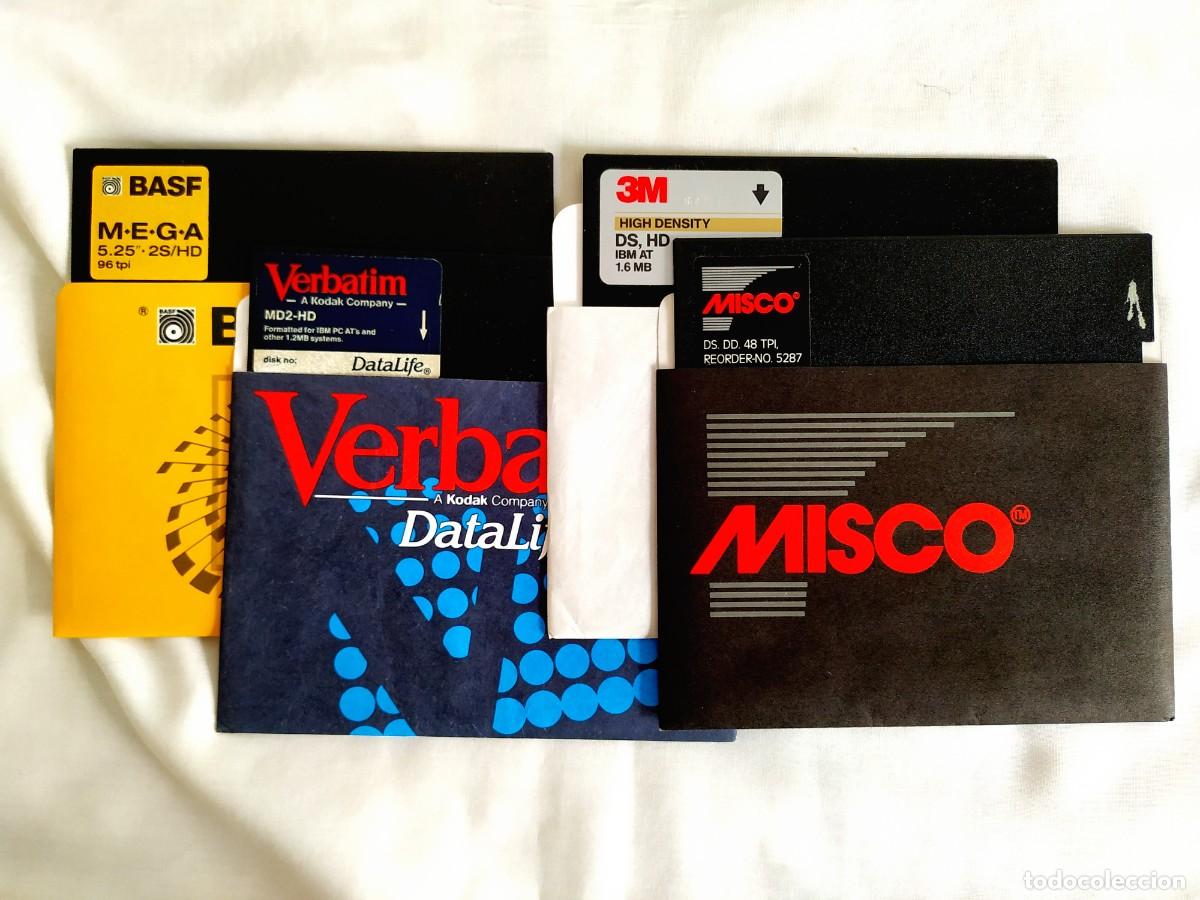 BASF
M·E·G·A
5.25"·2S/HD
96 tpi
®
BASF
Verbatim
A Kodak Company
MD2-HD
Formatted for IBM PC AT's and
other 1.2MB systems.
disk no:
DataLife®
Verba
A Kodak Company
DataLi
3M
HIGH DENSITY
DS, HD
IBM AT
1.6 MB
MISCO®
DS. DD. 48 TPI,
REORDER-NO. 5287
MISCO™
todocoleccion